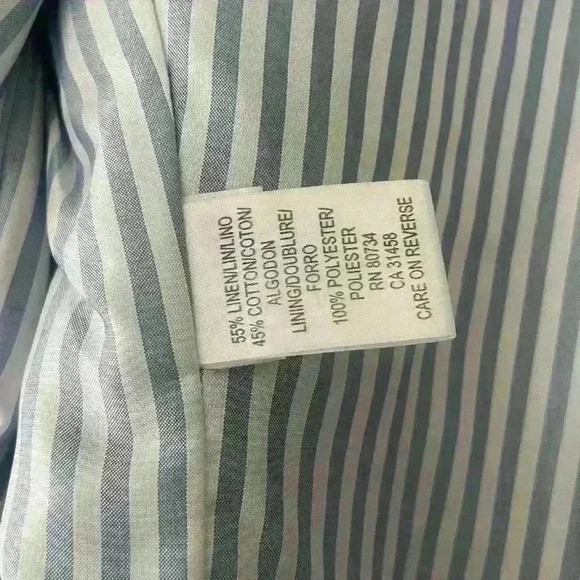 55% LINEN/LIN/LINO
45% COTTON/COTON/
ALGODON
LINING/DOUBLURE/
FORRO
100% POLYESTER/
POLIESTER
RN 80734
CA 31458
CARE ON REVERSE